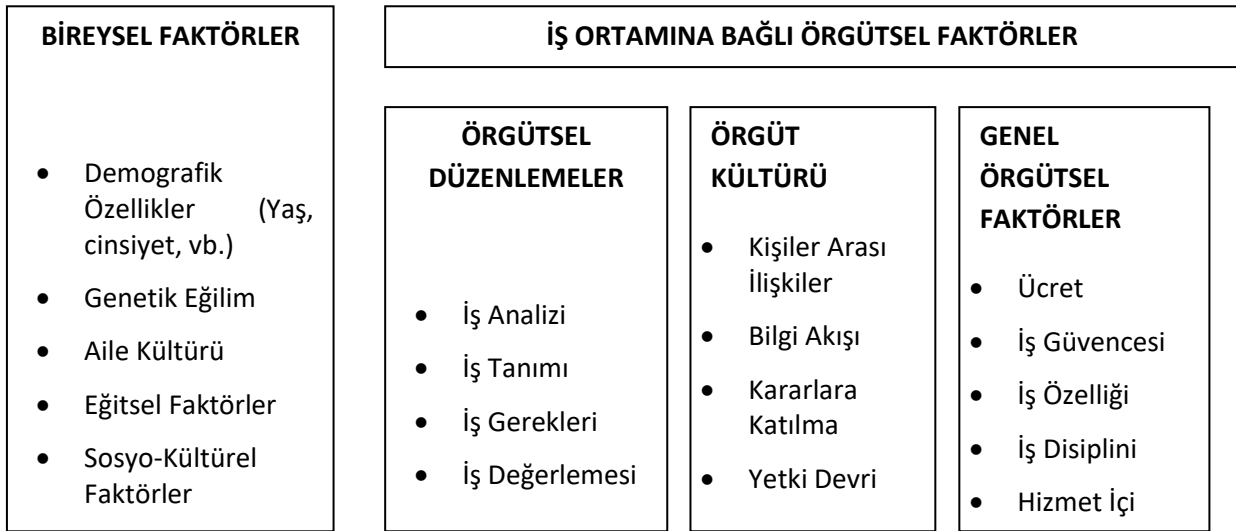 BİREYSEL FAKTÖRLER
• Demografik
Özellikler (Yaş,
cinsiyet, vb.)
• Genetik Eğilim
• Aile Kültürü
• Eğitsel Faktörler
• Sosyo-Kültürel
Faktörler
İŞ ORTAMINA BAĞLI ÖRGÜTSEL FAKTÖRLER
ÖRGÜTSEL
DÜZENLEMELER
• İş Analizi
• İş Tanımı
• İş Gerekleri
• İş Değerlemesi
ÖRGÜT
KÜLTÜRÜ
• Kişiler Arası
İlişkiler
• Bilgi Akışı
• Kararlara
Katılma
• Yetki Devri
GENEL
ÖRGÜTSEL
FAKTÖRLER
• Ücret
• İş Güvencesi
• İş Özelliği
• İş Disiplini
• Hizmet İçi